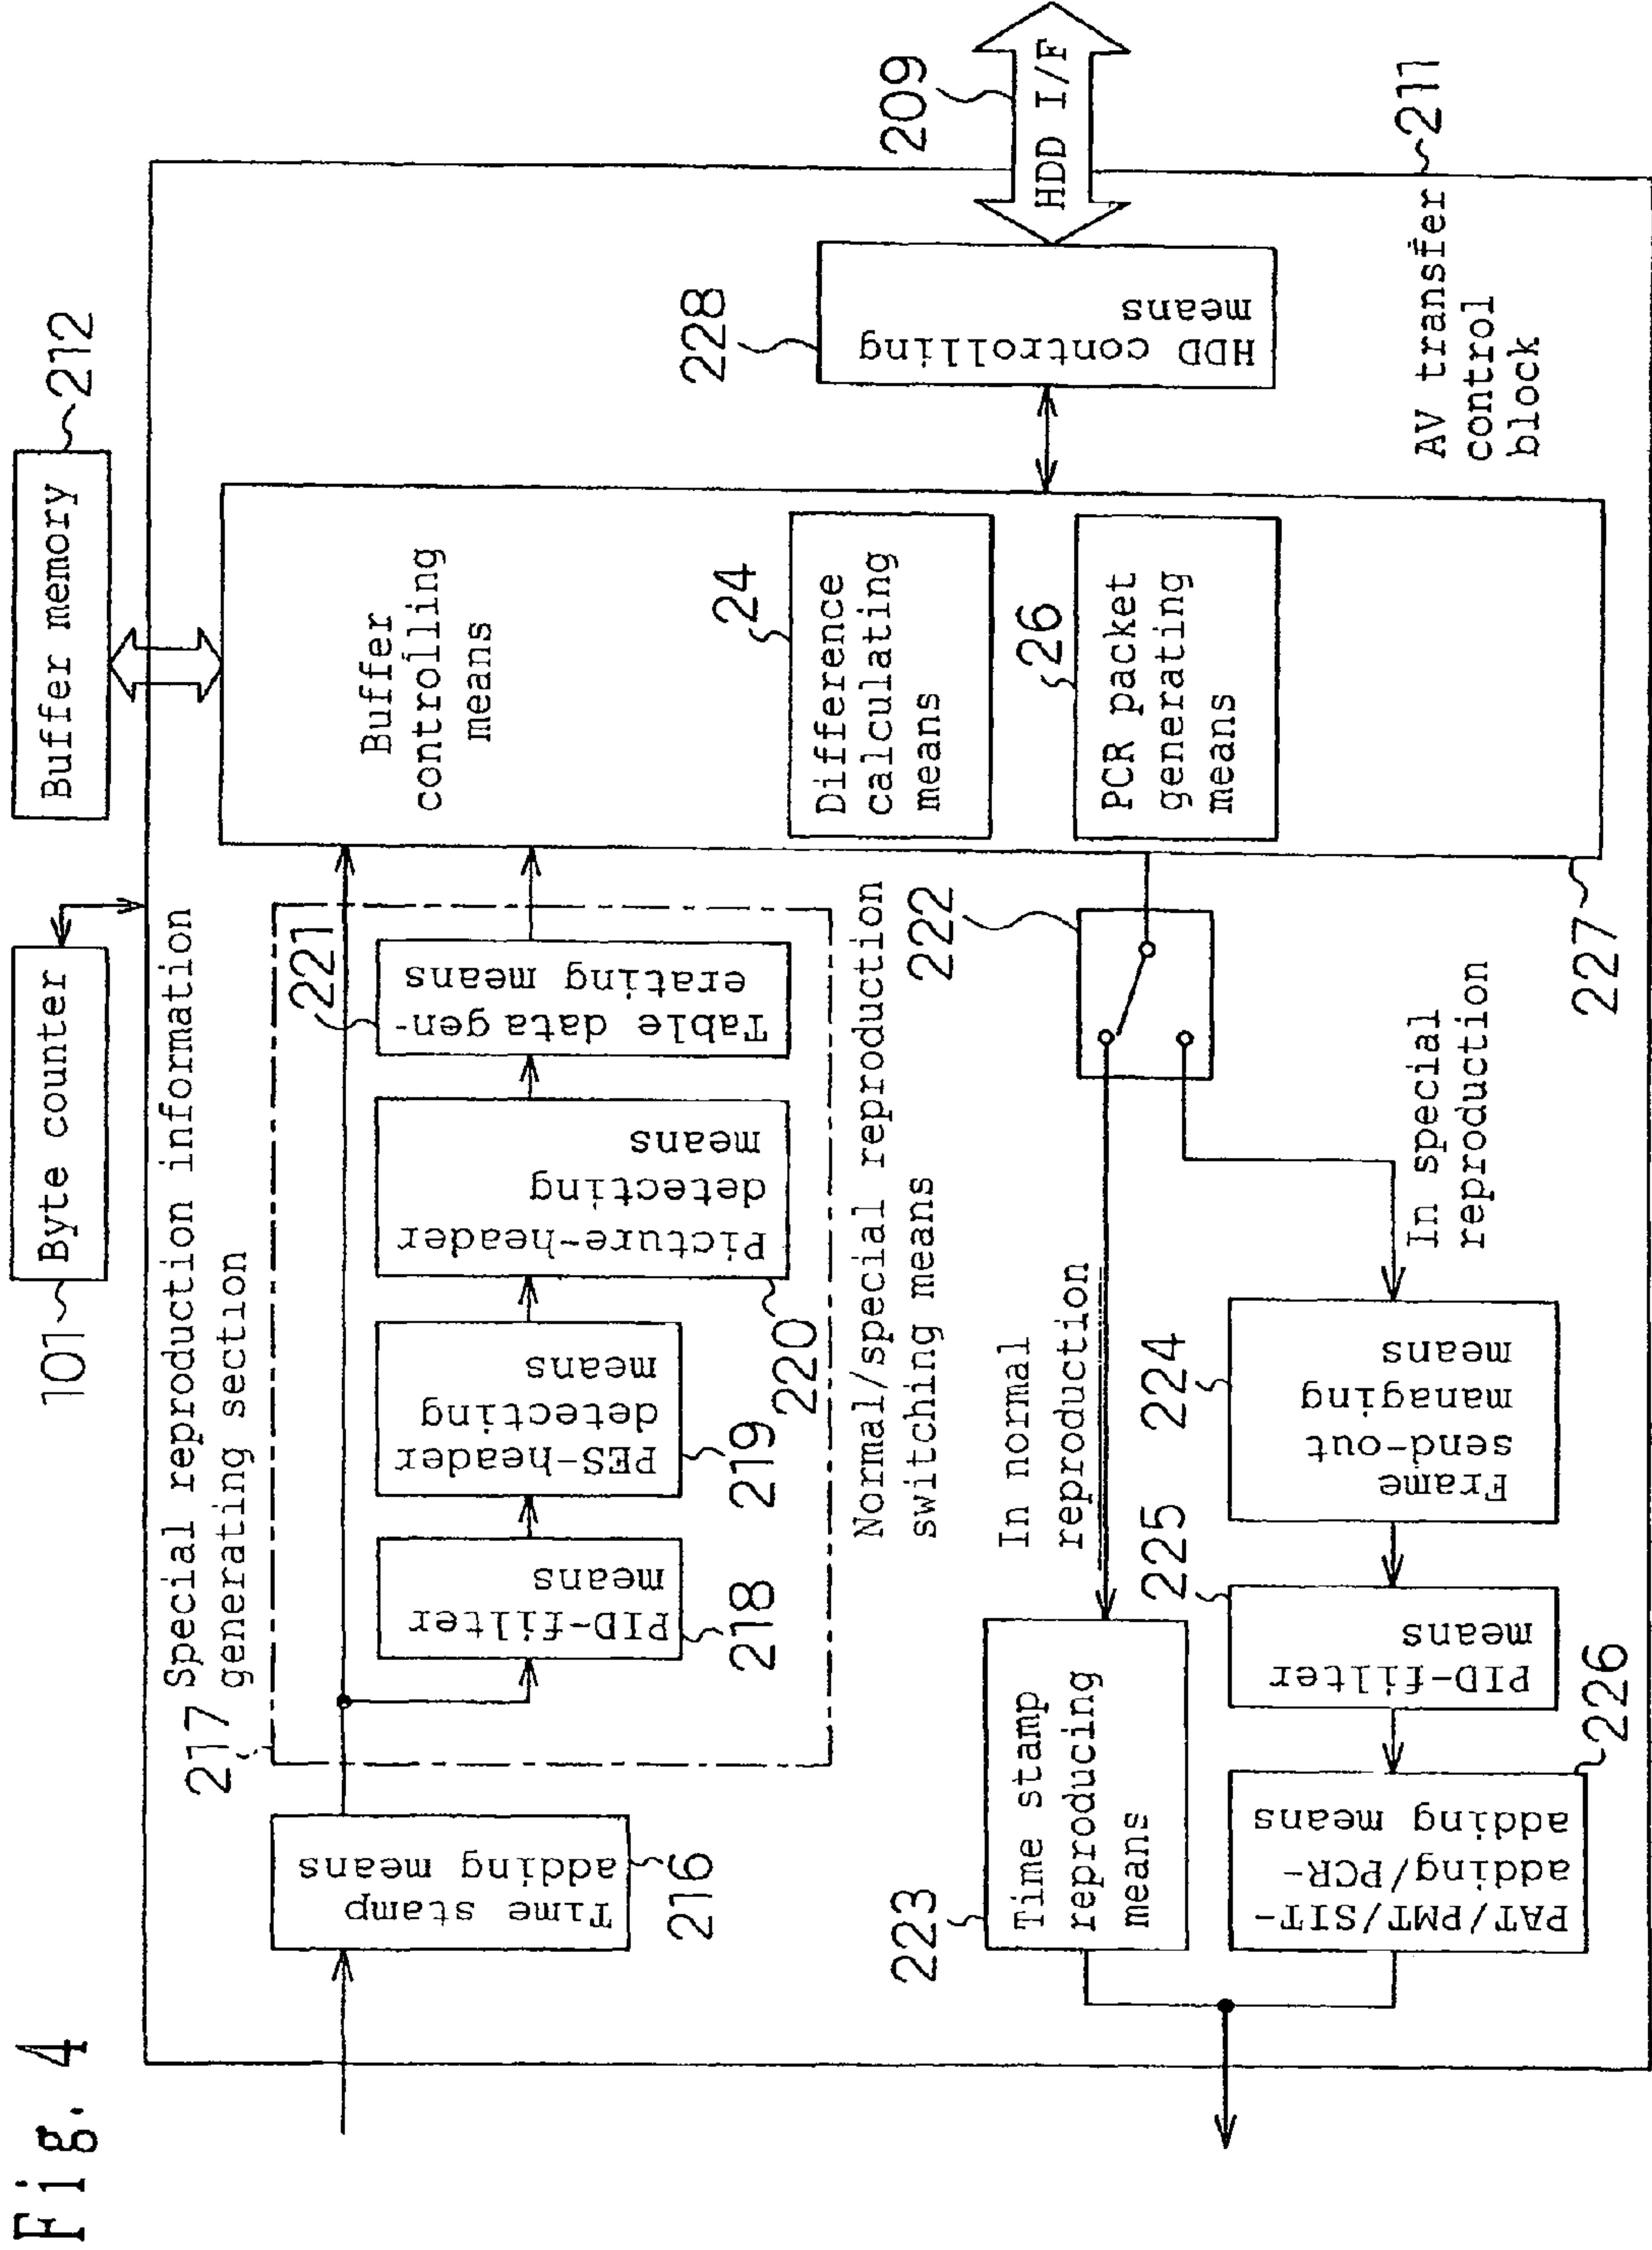 Fig. 4
101
Byte counter
Buffer memory
212
217
Special reproduction information
generating section
Time stamp
adding means
216
PID-filter
means
218
PES-header
detecting
means
219
Picture-header
detecting
means
220
221
Table data gen-
erating means
Buffer
controlling
means
24
Difference
calculating
means
26
PCR packet
generating
means
228
HDD controlling
means
209
HDD I/F
Normal/special reproduction
switching means
222
In normal
reproduction
In special
reproduction
223
Time stamp
reproducing
means
224
Frame
send-out
managing
means
225
PID-filter
means
PAT/PMT/SIT-
adding/PCR-
adding means
226
227
AV transfer
control
block
211